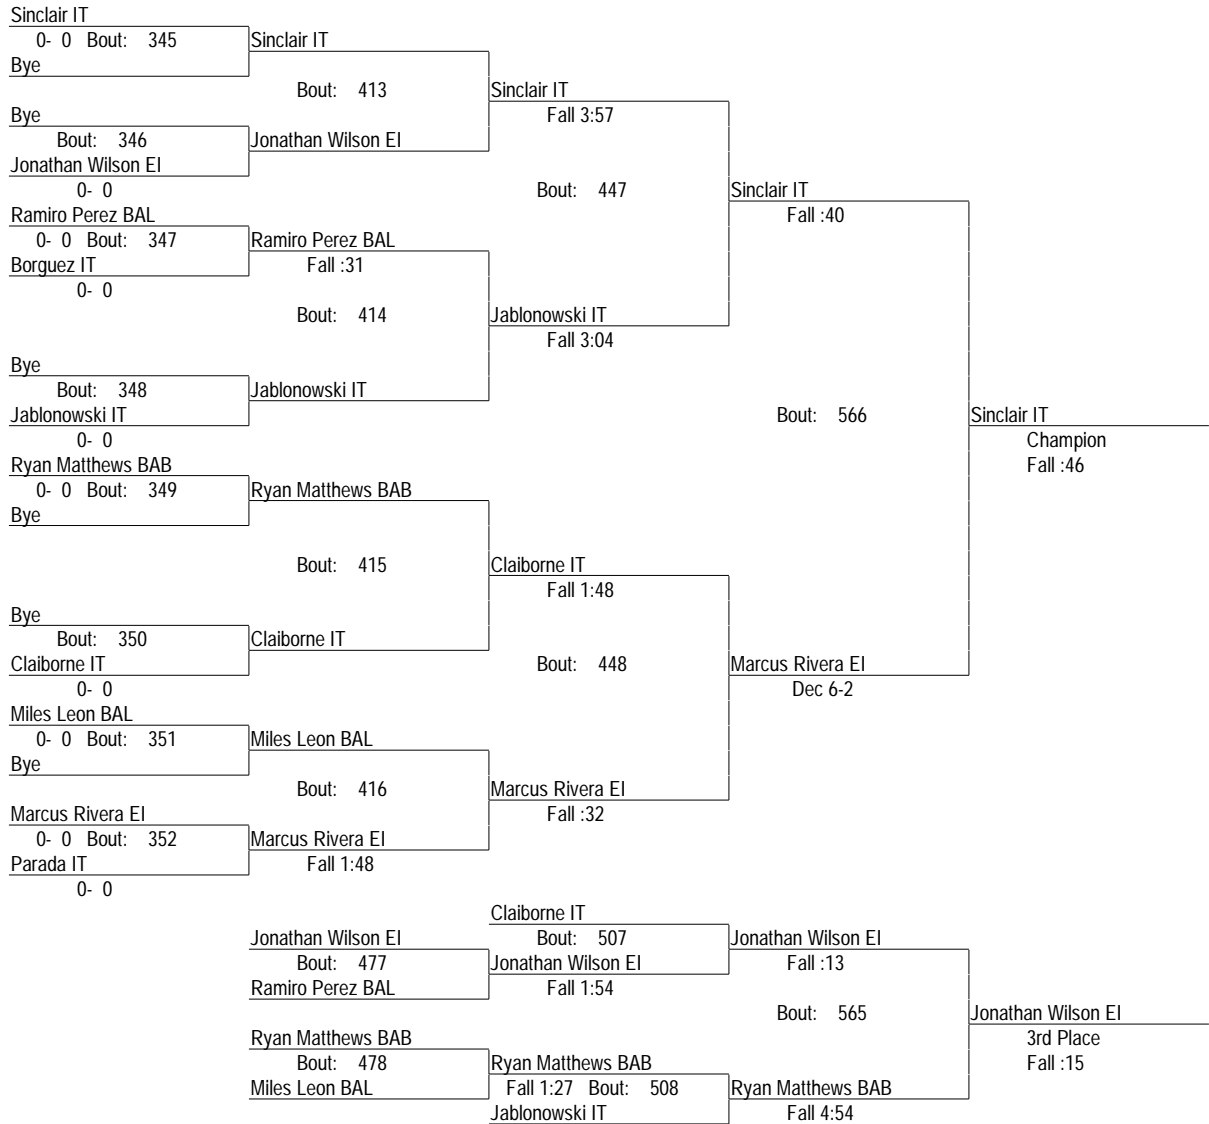 Sinclair IT
0- 0 Bout: 345 Sinclair IT
Bye
Bout: 413 Sinclair IT
Bye Fall 3:57
Bout: 346 Jonathan Wilson EI
Jonathan Wilson EI
0- 0 Bout: 447 Sinclair IT
Ramiro Perez BAL Fall :40
0- 0 Bout: 347 Ramiro Perez BAL
Borguez IT Fall :31
0- 0
Bout: 414 Jablonowski IT
Fall 3:04
Bye
Bout: 348 Jablonowski IT
Jablonowski IT Bout: 566 Sinclair IT
0- 0 Champion
Ryan Matthews BAB Fall :46
0- 0 Bout: 349 Ryan Matthews BAB
Bye
Bout: 415 Claiborne IT
Fall 1:48
Bye
Bout: 350 Claiborne IT
Claiborne IT Bout: 448 Marcus Rivera EI
0- 0 Dec 6-2
Miles Leon BAL
0- 0 Bout: 351 Miles Leon BAL
Bye
Bout: 416 Marcus Rivera EI
Marcus Rivera EI Fall :32
0- 0 Bout: 352 Marcus Rivera EI
Parada IT Fall 1:48
0- 0
Claiborne IT
Jonathan Wilson EI Bout: 507 Jonathan Wilson EI
Bout: 477 Jonathan Wilson EI Fall :13
Ramiro Perez BAL Fall 1:54
Bout: 565 Jonathan Wilson EI
Ryan Matthews BAB 3rd Place
Bout: 478 Ryan Matthews BAB Fall :15
Miles Leon BAL Fall 1:27 Bout: 508 Ryan Matthews BAB
Jablonowski IT Fall 4:54